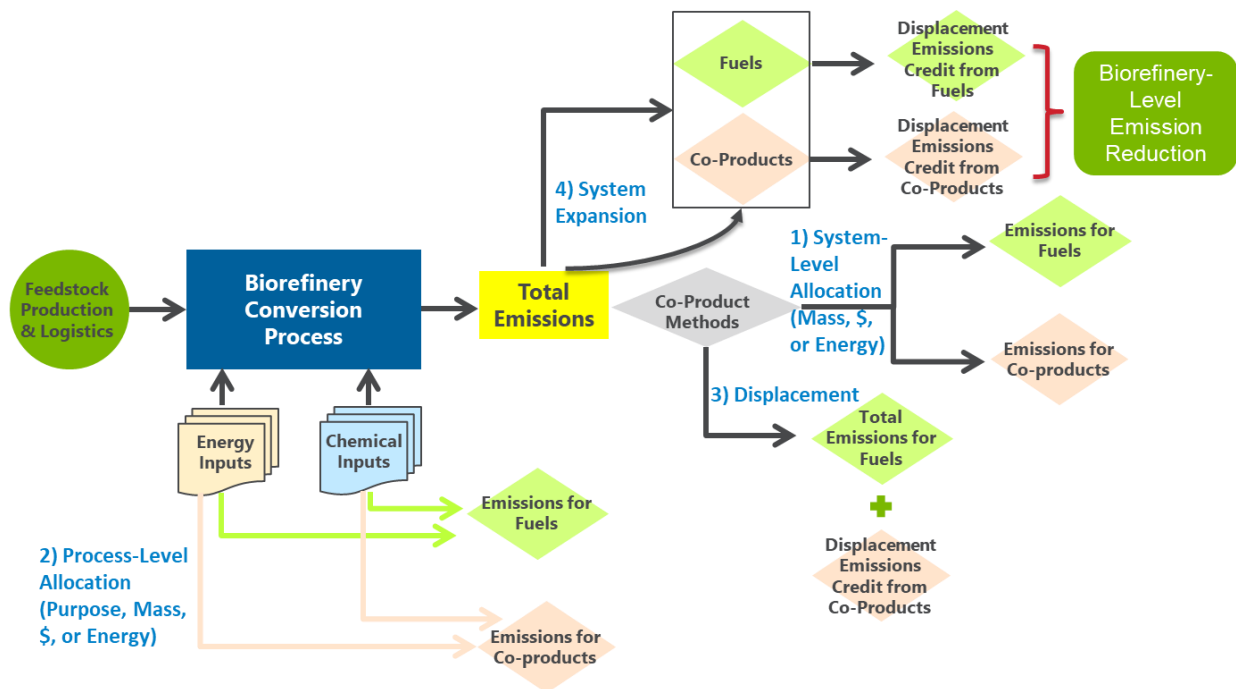 Fuels
Displacement
Emissions
Credit from
Fuels
Biorefinery-
Level
Emission
Reduction
Co-Products
Displacement
Emissions
Credit from
Co-Products
4) System
Expansion
1) System-
Level
Allocation
(Mass, $,
or Energy)
Emissions for
Fuels
Feedstock
Production
& Logistics
Biorefinery
Conversion
Process
Total
Emissions
Co-Product
Methods
Emissions for
Co-products
3) Displacement
Total
Emissions for
Fuels
Energy
Inputs
Chemical
Inputs
Emissions for
Fuels
Displacement
Emissions
Credit from
Co-Products
2) Process-Level
Allocation
(Purpose, Mass,
$, or Energy)
Emissions for
Co-products